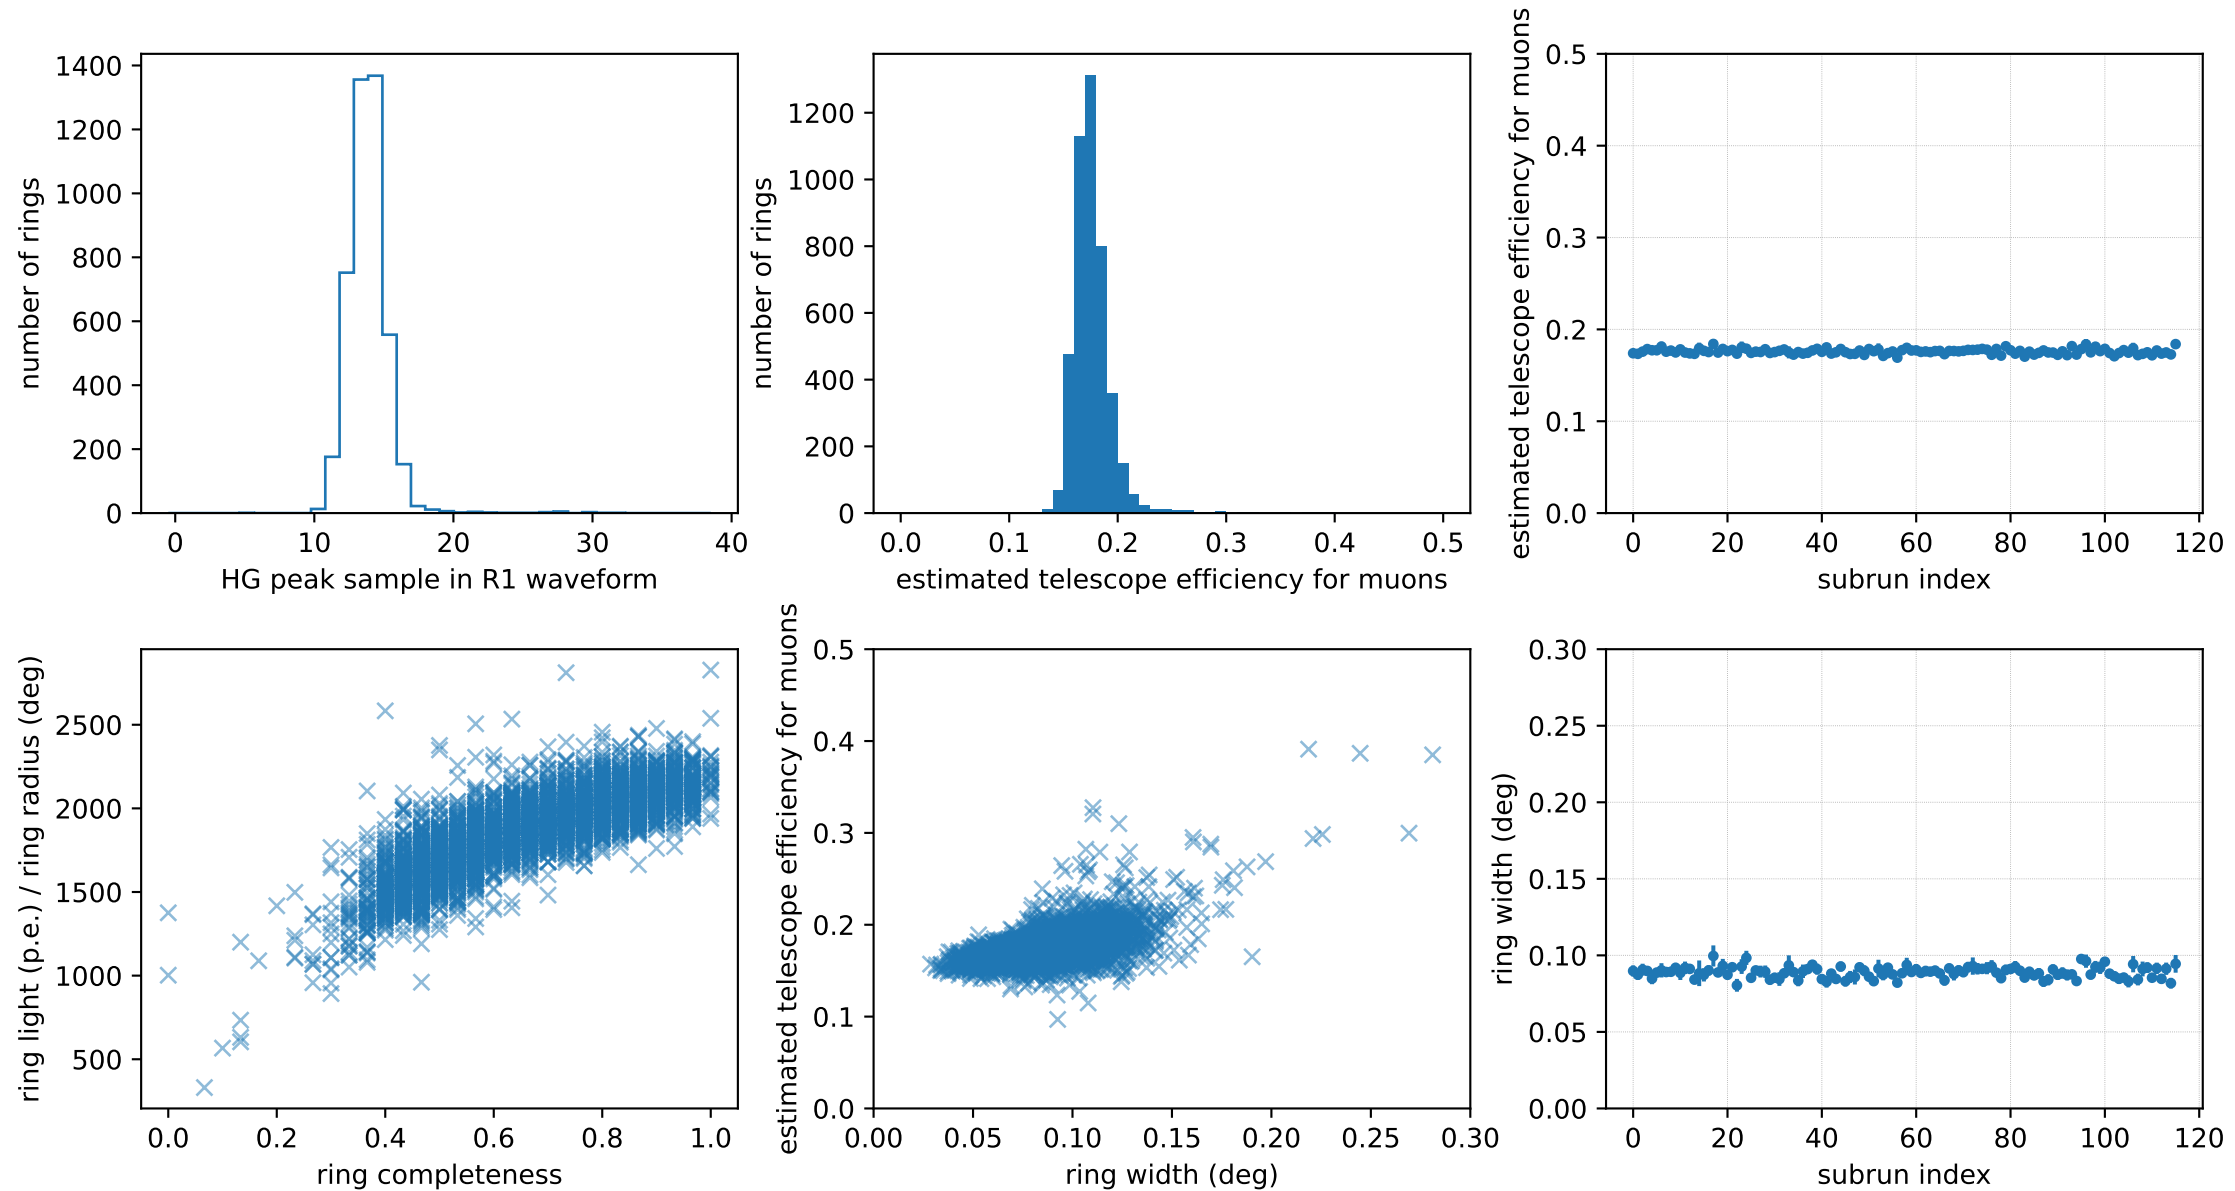 number of rings
1400
1200
1000
800
600
400
200
0
0 10 20 30 40
HG peak sample in R1 waveform
number of rings
1200
1000
800
600
400
200
0
0.0 0.1 0.2 0.3 0.4 0.5
estimated telescope efficiency for muons
estimated telescope efficiency for muons
0.5
0.4
0.3
0.2
0.1
0.0
0 20 40 60 80 100 120
subrun index
ring light (p.e.) / ring radius (deg)
2500
2000
1500
1000
500
0.0 0.2 0.4 0.6 0.8 1.0
ring completeness
estimated telescope efficiency for muons
0.5
0.4
0.3
0.2
0.1
0.0
0.00 0.05 0.10 0.15 0.20 0.25 0.30
ring width (deg)
ring width (deg)
0.30
0.25
0.20
0.15
0.10
0.05
0.00
0 20 40 60 80 100 120
subrun index